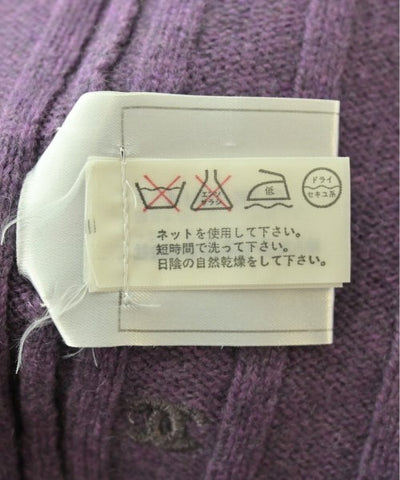 エンソ
サラシ
低
ドライ
セキユ系
ネットを使用して下さい。
短時間で洗って下さい。
日陰の自然乾燥をして下さい。